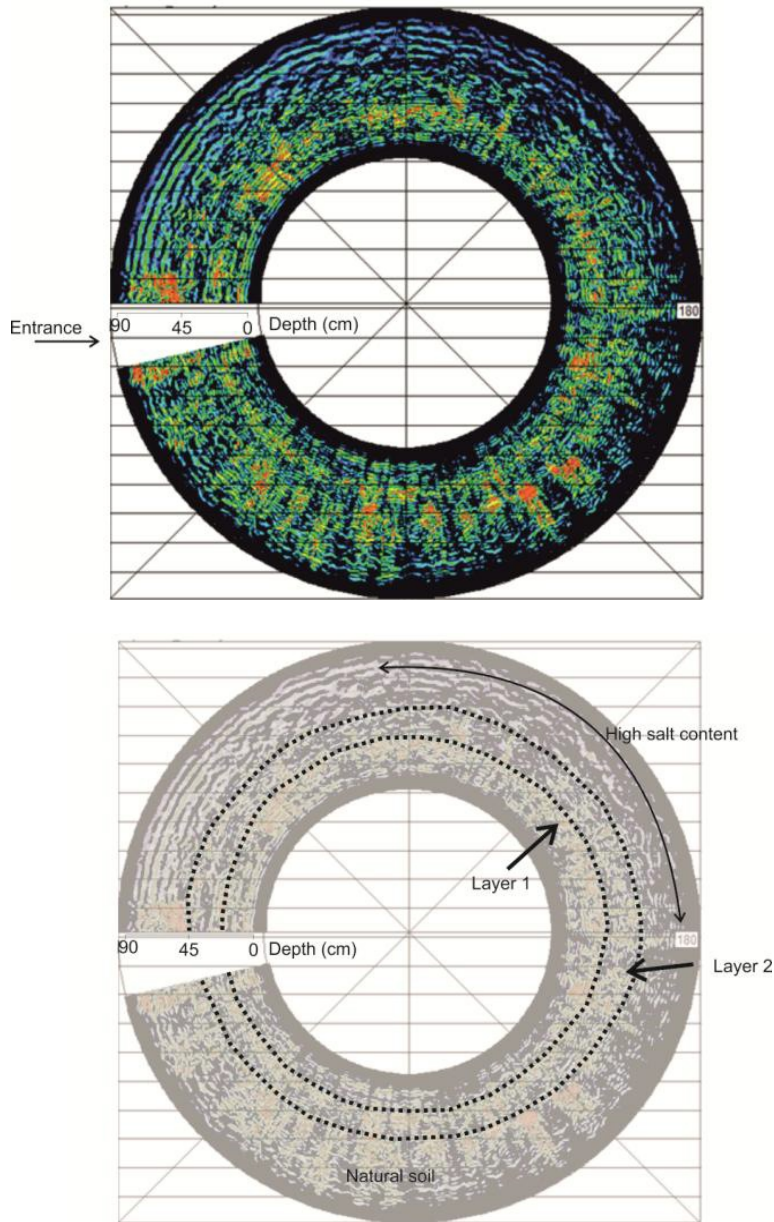 180
Entrance
90 45 0 Depth (cm)
High salt content
Layer 1
180
90 45 0 Depth (cm)
Layer 2
Natural soil